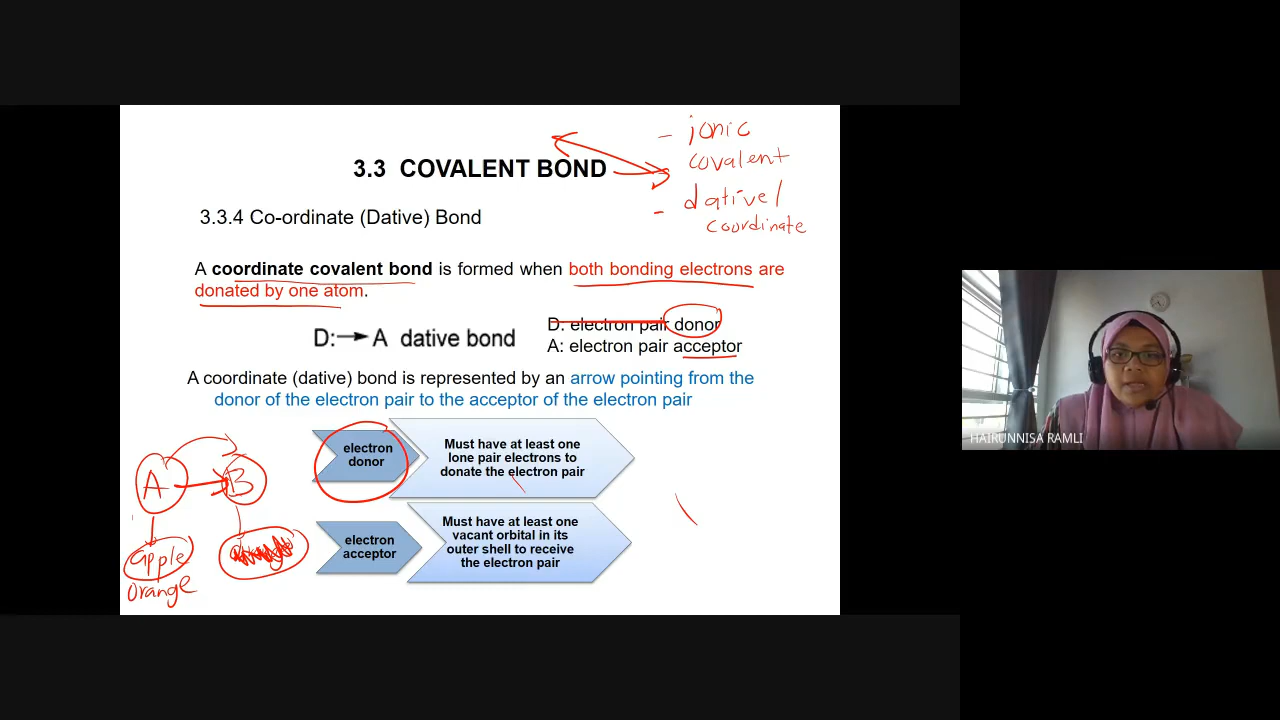 - ionic
3.3 COVALENT BOND
covalent
- dative/
coordinate
3.3.4 Co-ordinate (Dative) Bond
A coordinate covalent bond is formed when both bonding electrons are
donated by one atom.
D:→ A dative bond
D: electron pair donor
A: electron pair acceptor
A coordinate (dative) bond is represented by an arrow pointing from the
donor of the electron pair to the acceptor of the electron pair
electron
donor
Must have at least one
lone pair electrons to
donate the electron pair
electron
acceptor
Must have at least one
vacant orbital in its
outer shell to receive
the electron pair
A → B
apple
orange
HAIRUNNISA RAMLI